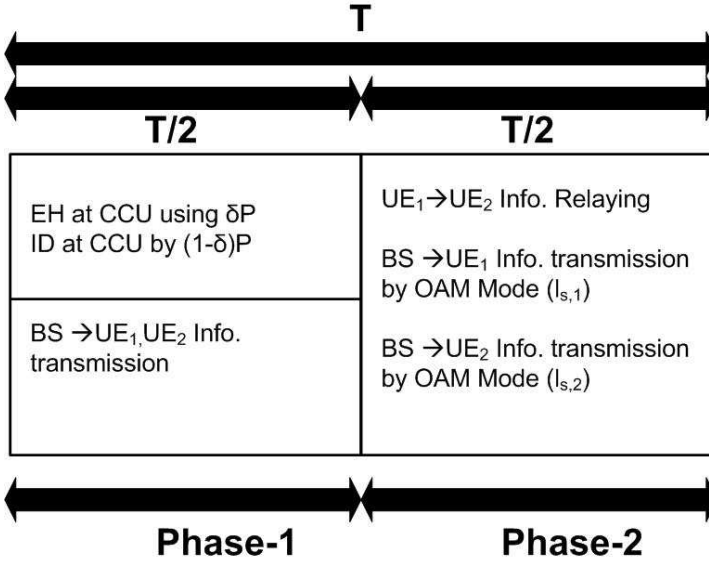 T
T/2 T/2
EH at CCU using δP
ID at CCU by (1-δ)P
BS →UE₁,UE₂ Info.
transmission
UE₁→UE₂ Info. Relaying
BS →UE₁ Info. transmission
by OAM Mode (lₛ,₁)
BS →UE₂ Info. transmission
by OAM Mode (lₛ,₂)
Phase-1 Phase-2